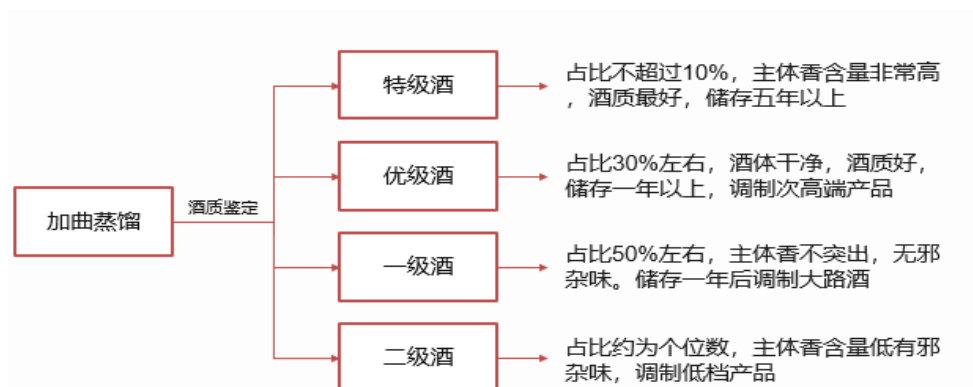 加曲蒸馏
酒质鉴定
特级酒
占比不超过10%，主体香含量非常高
，酒质最好，储存五年以上
优级酒
占比30%左右，酒体干净，酒质好，
储存一年以上，调制次高端产品
一级酒
占比50%左右，主体香不突出，无邪
杂味。储存一年后调制大路酒
二级酒
占比约为个位数，主体香含量低有邪
杂味，调制低档产品